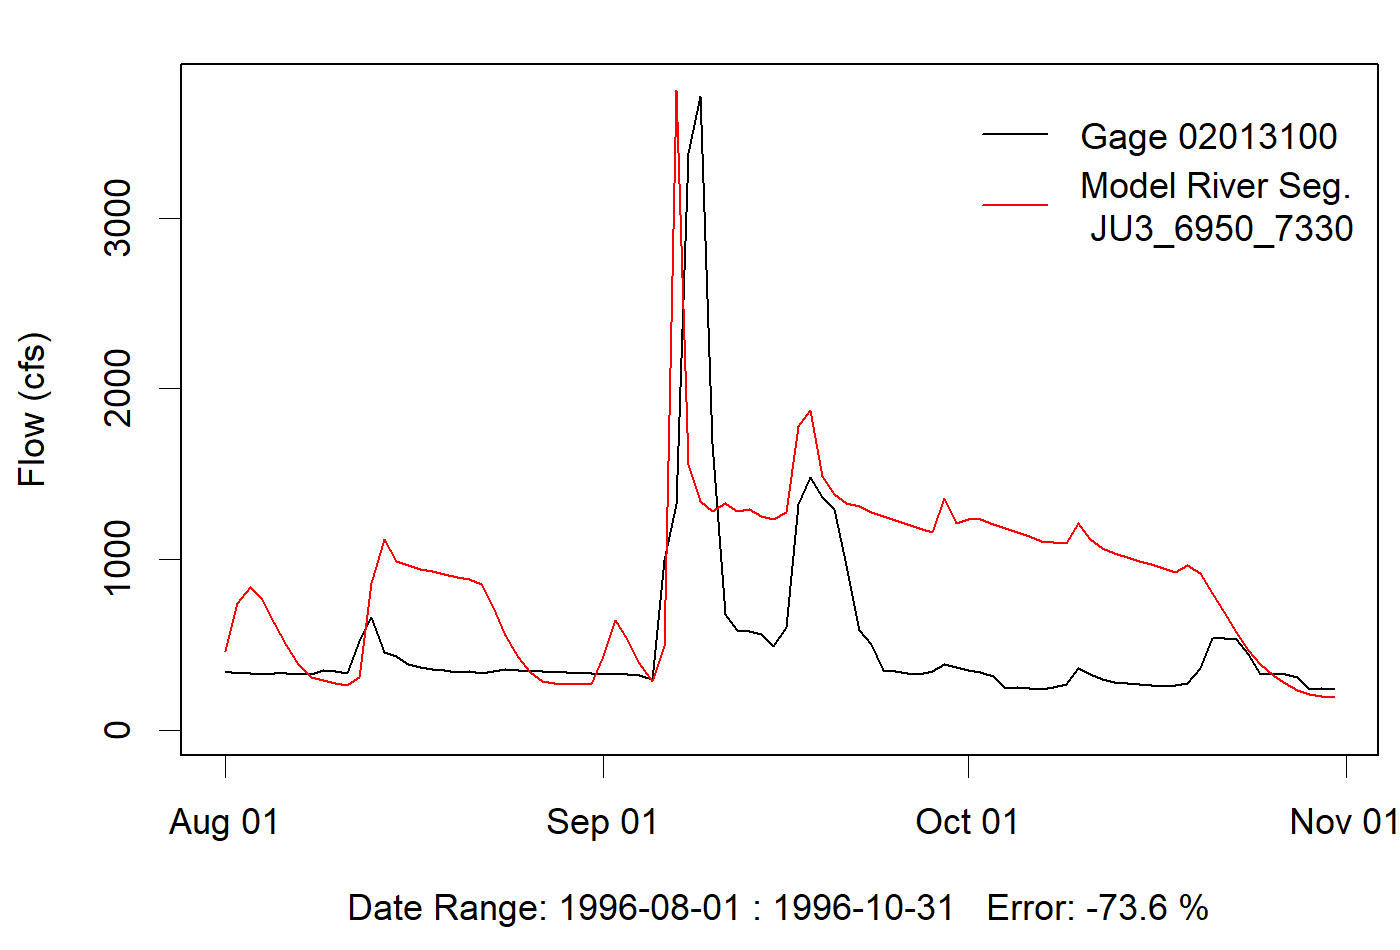 Gage 02013100
Model River Seg.
JU3_6950_7330
Flow (cfs)
3000
2000
1000
0
Aug 01 Sep 01 Oct 01 Nov 01
Date Range: 1996-08-01 : 1996-10-31 Error: -73.6 %